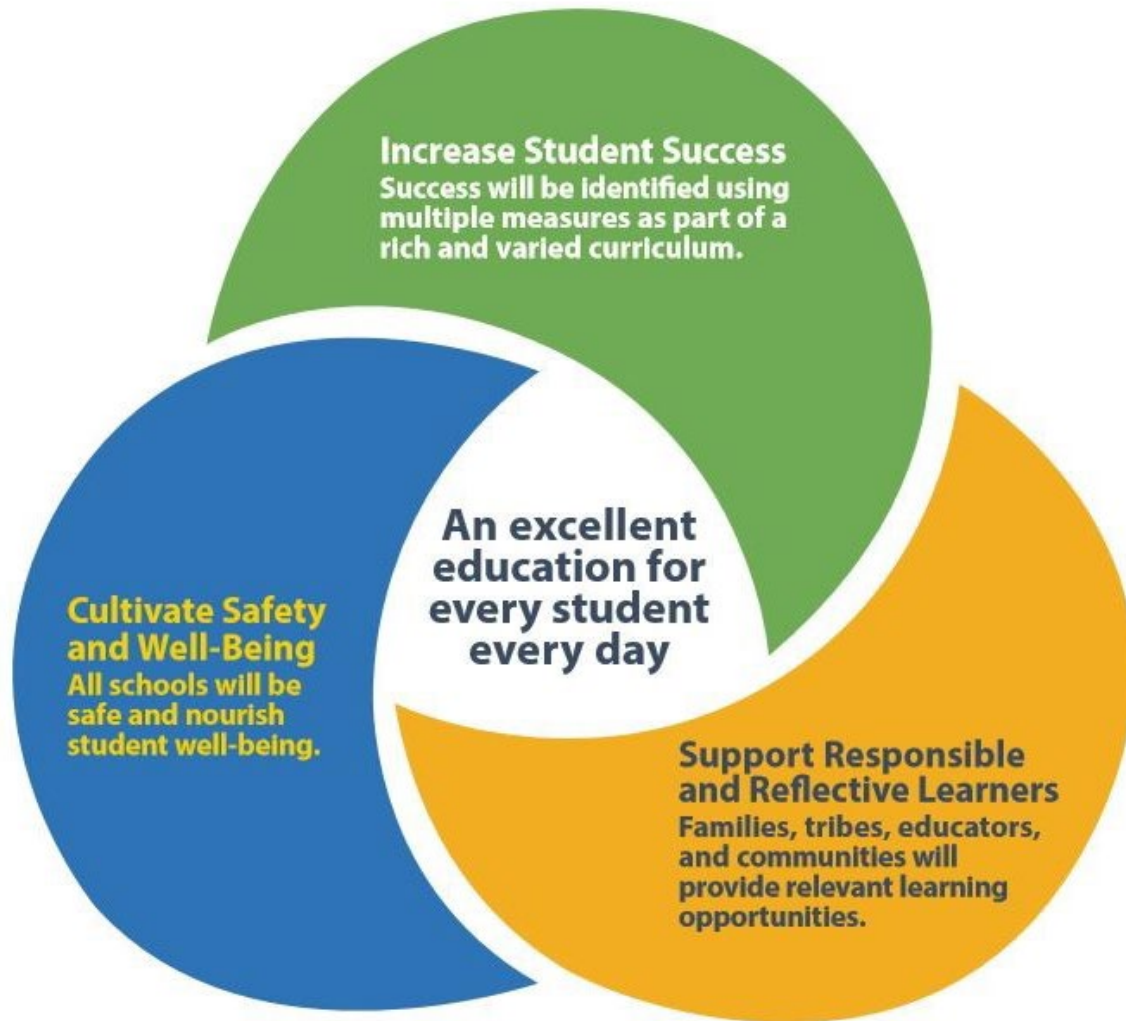 Increase Student Success
Success will be identified using
multiple measures as part of a
rich and varied curriculum.
An excellent
education for
every student
every day
Cultivate Safety
and Well-Being
All schools will be
safe and nourish
student well-being.
Support Responsible
and Reflective Learners
Families, tribes, educators,
and communities will
provide relevant learning
opportunities.